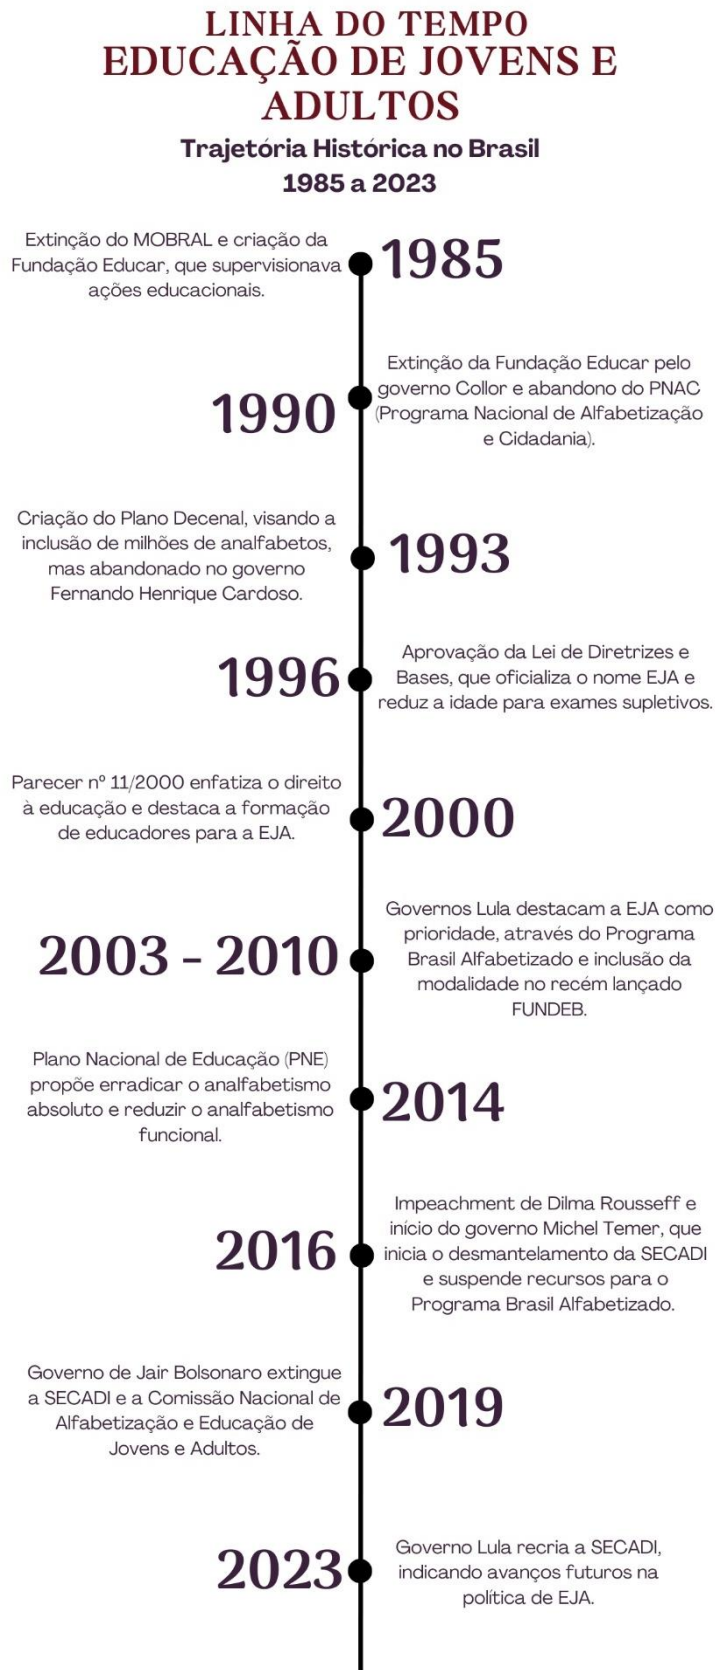 LINHA DO TEMPO
EDUCAÇÃO DE JOVENS E
ADULTOS
Trajetória Histórica no Brasil
1985 a 2023
Extinção do MOBRAL e criação da
Fundação Educar, que supervisionava
ações educacionais.
1985
1990
Extinção da Fundação Educar pelo
governo Collor e abandono do PNAC
(Programa Nacional de Alfabetização
e Cidadania).
Criação do Plano Decenal, visando a
inclusão de milhões de analfabetos,
mas abandonado no governo
Fernando Henrique Cardoso.
1993
1996
Aprovação da Lei de Diretrizes e
Bases, que oficializa o nome EJA e
reduz a idade para exames supletivos.
Parecer nº 11/2000 enfatiza o direito
à educação e destaca a formação
de educadores para a EJA.
2000
2003 - 2010
Governos Lula destacam a EJA como
prioridade, através do Programa
Brasil Alfabetizado e inclusão da
modalidade no recém lançado
FUNDEB.
Plano Nacional de Educação (PNE)
propõe erradicar o analfabetismo
absoluto e reduzir o analfabetismo
funcional.
2014
2016
Impeachment de Dilma Rousseff e
início do governo Michel Temer, que
inicia o desmantelamento da SECADI
e suspende recursos para o
Programa Brasil Alfabetizado.
Governo de Jair Bolsonaro extingue
a SECADI e a Comissão Nacional de
Alfabetização e Educação de
Jovens e Adultos.
2019
2023
Governo Lula recria a SECADI,
indicando avanços futuros na
política de EJA.